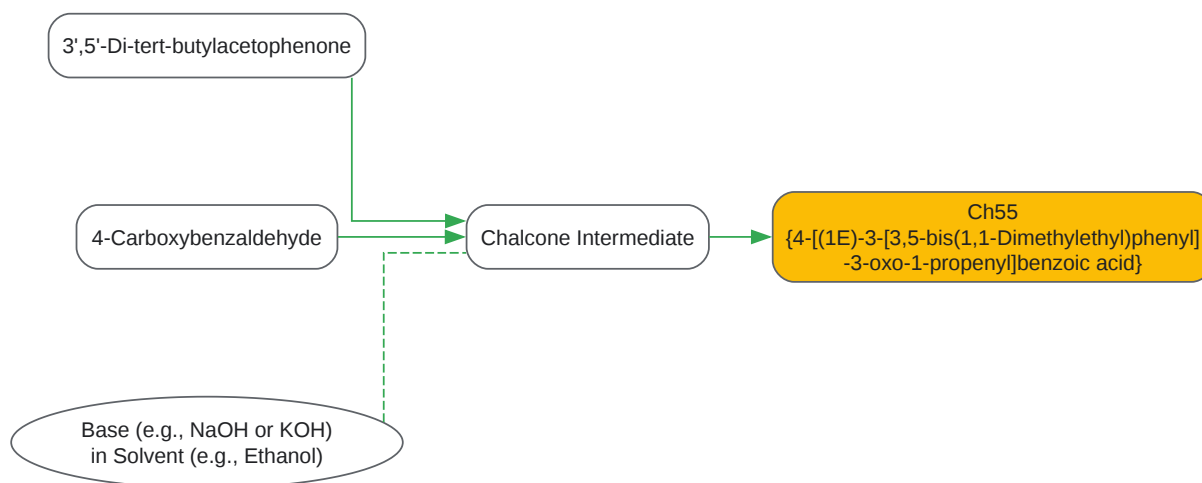 3',5'-Di-tert-butylacetophenone
4-Carboxybenzaldehyde
Chalcone Intermediate
Ch55
{4-[(1E)-3-[3,5-bis(1,1-Dimethylethyl)phenyl]
-3-oxo-1-propenyl]benzoic acid}
Base (e.g., NaOH or KOH)
in Solvent (e.g., Ethanol)